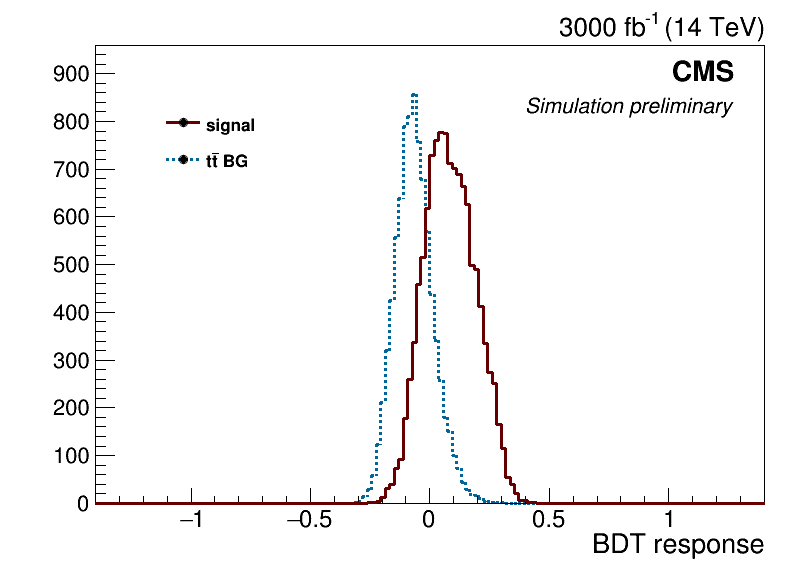 3000 fb⁻¹ (14 TeV)
CMS
Simulation preliminary
signal
tt̅ BG
900
800
700
600
500
400
300
200
100
0
−1 −0.5 0 0.5 1
BDT response